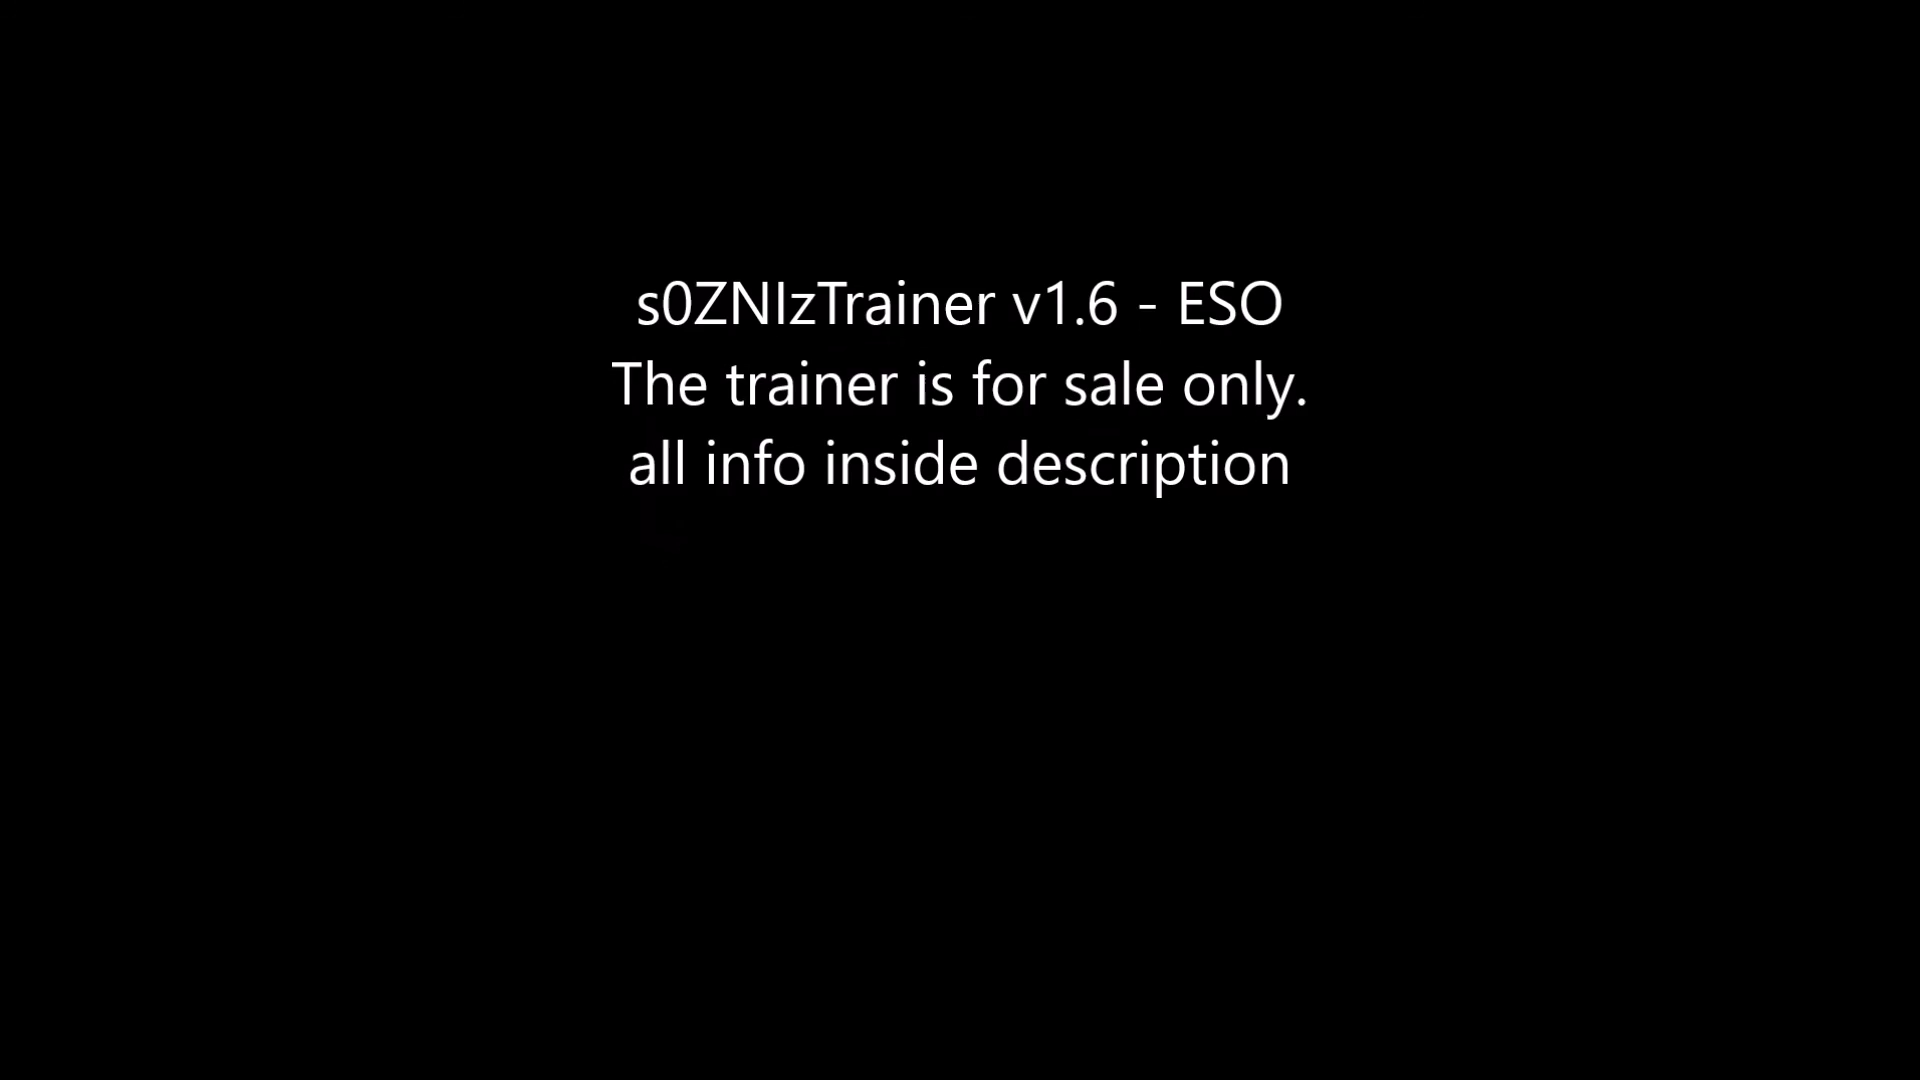 s0ZNIzTrainer v1.6 - ESO
The trainer is for sale only.
all info inside description